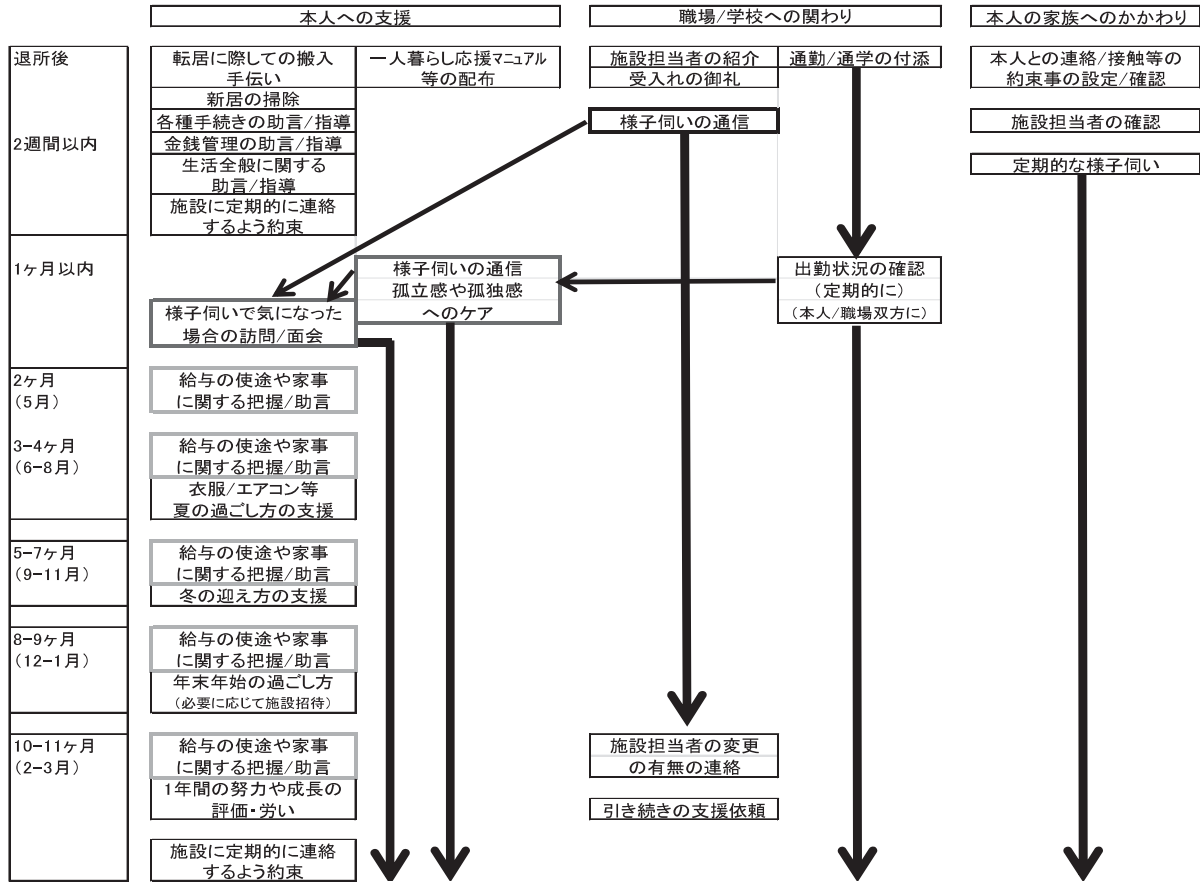 本人への支援
職場/学校への関わり
本人の家族へのかかわり
退所後
転居に際しての搬入
手伝い
一人暮らし応援マニュアル
等の配布
施設担当者の紹介
受入れの御礼
通勤/通学の付添
本人との連絡/接触等の
約束事の設定/確認
新居の掃除
各種手続きの助言/指導
様子伺いの通信
施設担当者の確認
2週間以内
金銭管理の助言/指導
生活全般に関する
助言/指導
定期的な様子伺い
施設に定期的に連絡
するよう約束
1ヶ月以内
様子伺いの通信
孤立感や孤独感
へのケア
出勤状況の確認
(定期的に)
(本人/職場双方に)
様子伺いで気になった
場合の訪問/面会
2ヶ月
(5月)
給与の使途や家事
に関する把握/助言
3-4ヶ月
(6-8月)
給与の使途や家事
に関する把握/助言
衣服/エアコン等
夏の過ごし方の支援
5-7ヶ月
(9-11月)
給与の使途や家事
に関する把握/助言
冬の迎え方の支援
8-9ヶ月
(12-1月)
給与の使途や家事
に関する把握/助言
年末年始の過ごし方
(必要に応じて施設招待)
10-11ヶ月
(2-3月)
給与の使途や家事
に関する把握/助言
1年間の努力や成長の
評価・労い
施設担当者の変更
の有無の連絡
引き続きの支援依頼
施設に定期的に連絡
するよう約束